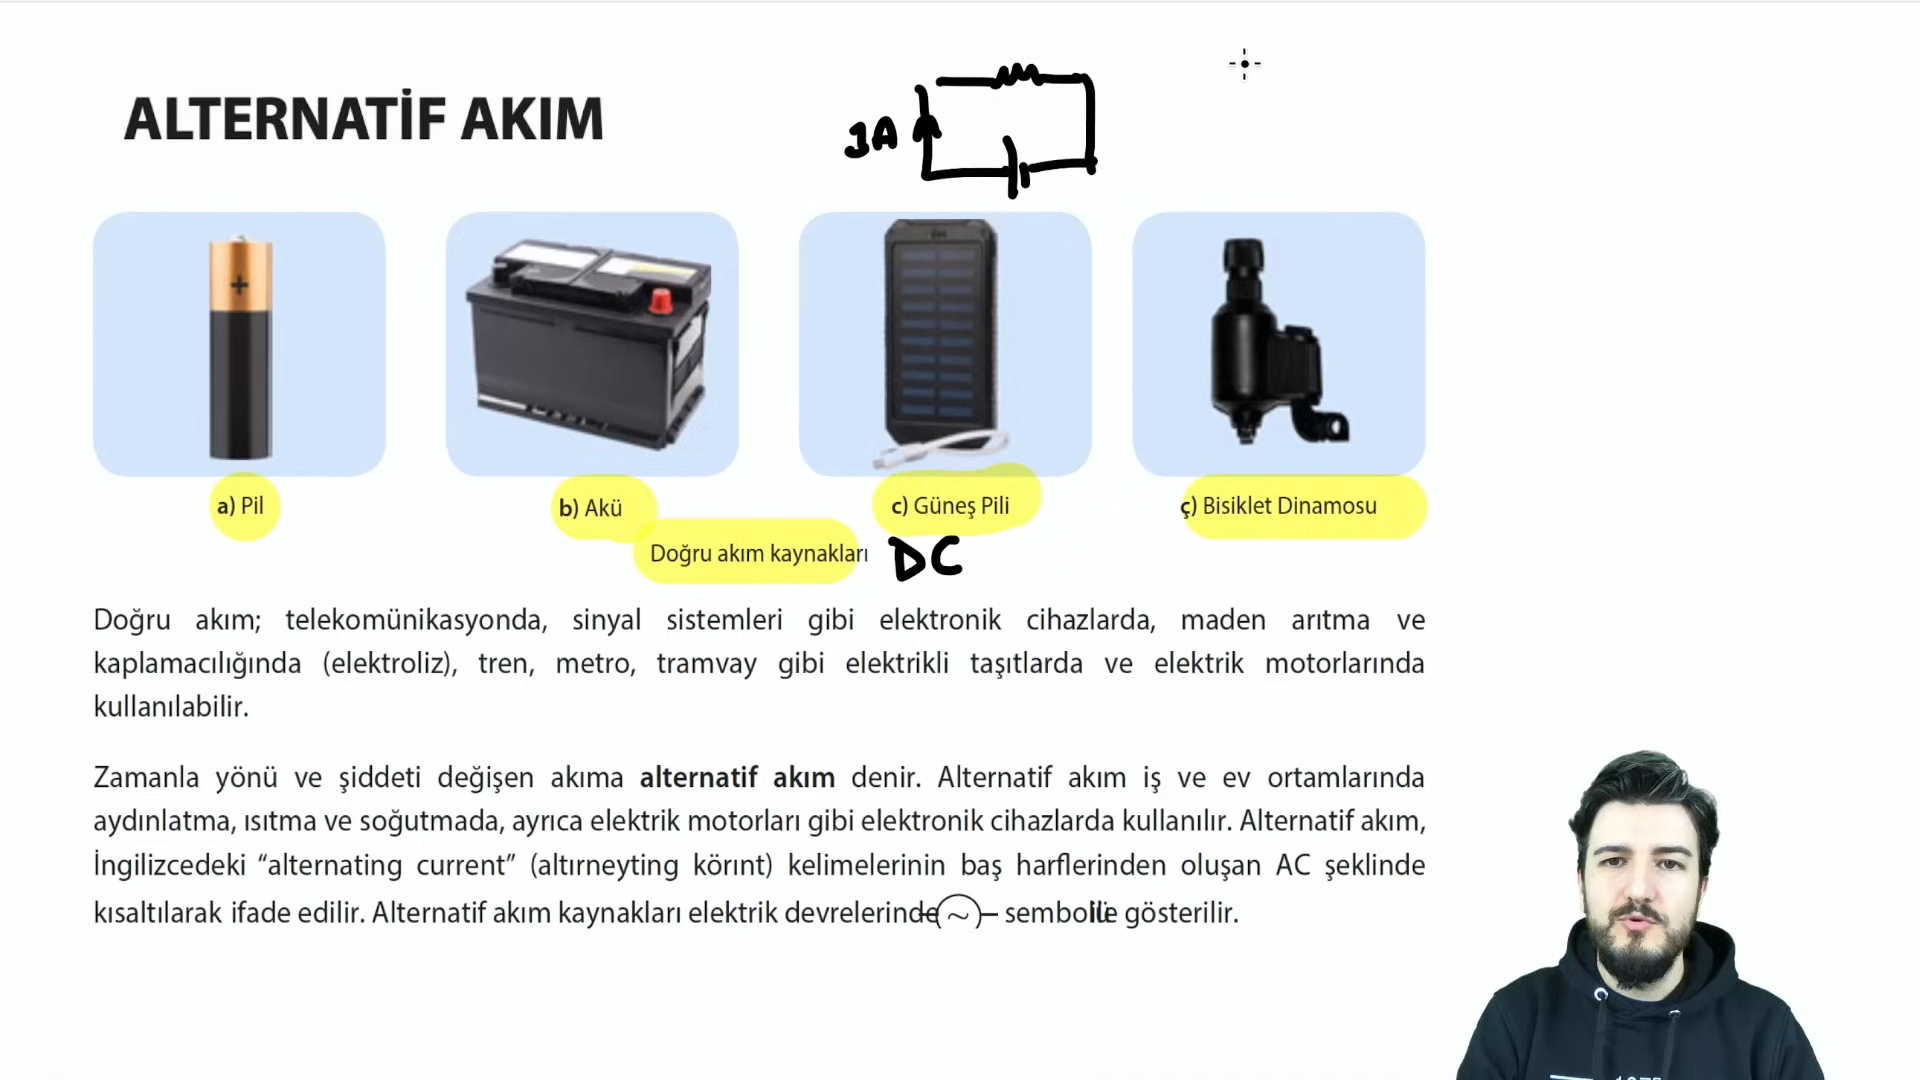 ALTERNATİF AKIM
3A
+
a) Pil
b) Akü
c) Güneş Pili
ç) Bisiklet Dinamosu
Doğru akım kaynakları DC
Doğru akım; telekomünikasyonda, sinyal sistemleri gibi elektronik cihazlarda, maden arıtma ve
kaplamacılığında (elektroliz), tren, metro, tramvay gibi elektrikli taşıtlarda ve elektrik motorlarında
kullanılabilir.
Zamanla yönü ve şiddeti değişen akıma alternatif akım denir. Alternatif akım iş ve ev ortamlarında
aydınlatma, ısıtma ve soğutmada, ayrıca elektrik motorları gibi elektronik cihazlarda kullanılır. Alternatif akım,
İngilizcedeki “alternating current” (altırneyting körınt) kelimelerinin baş harflerinden oluşan AC şeklinde
kısaltılarak ifade edilir. Alternatif akım kaynakları elektrik devrelerinde ~ sembolü ile gösterilir.